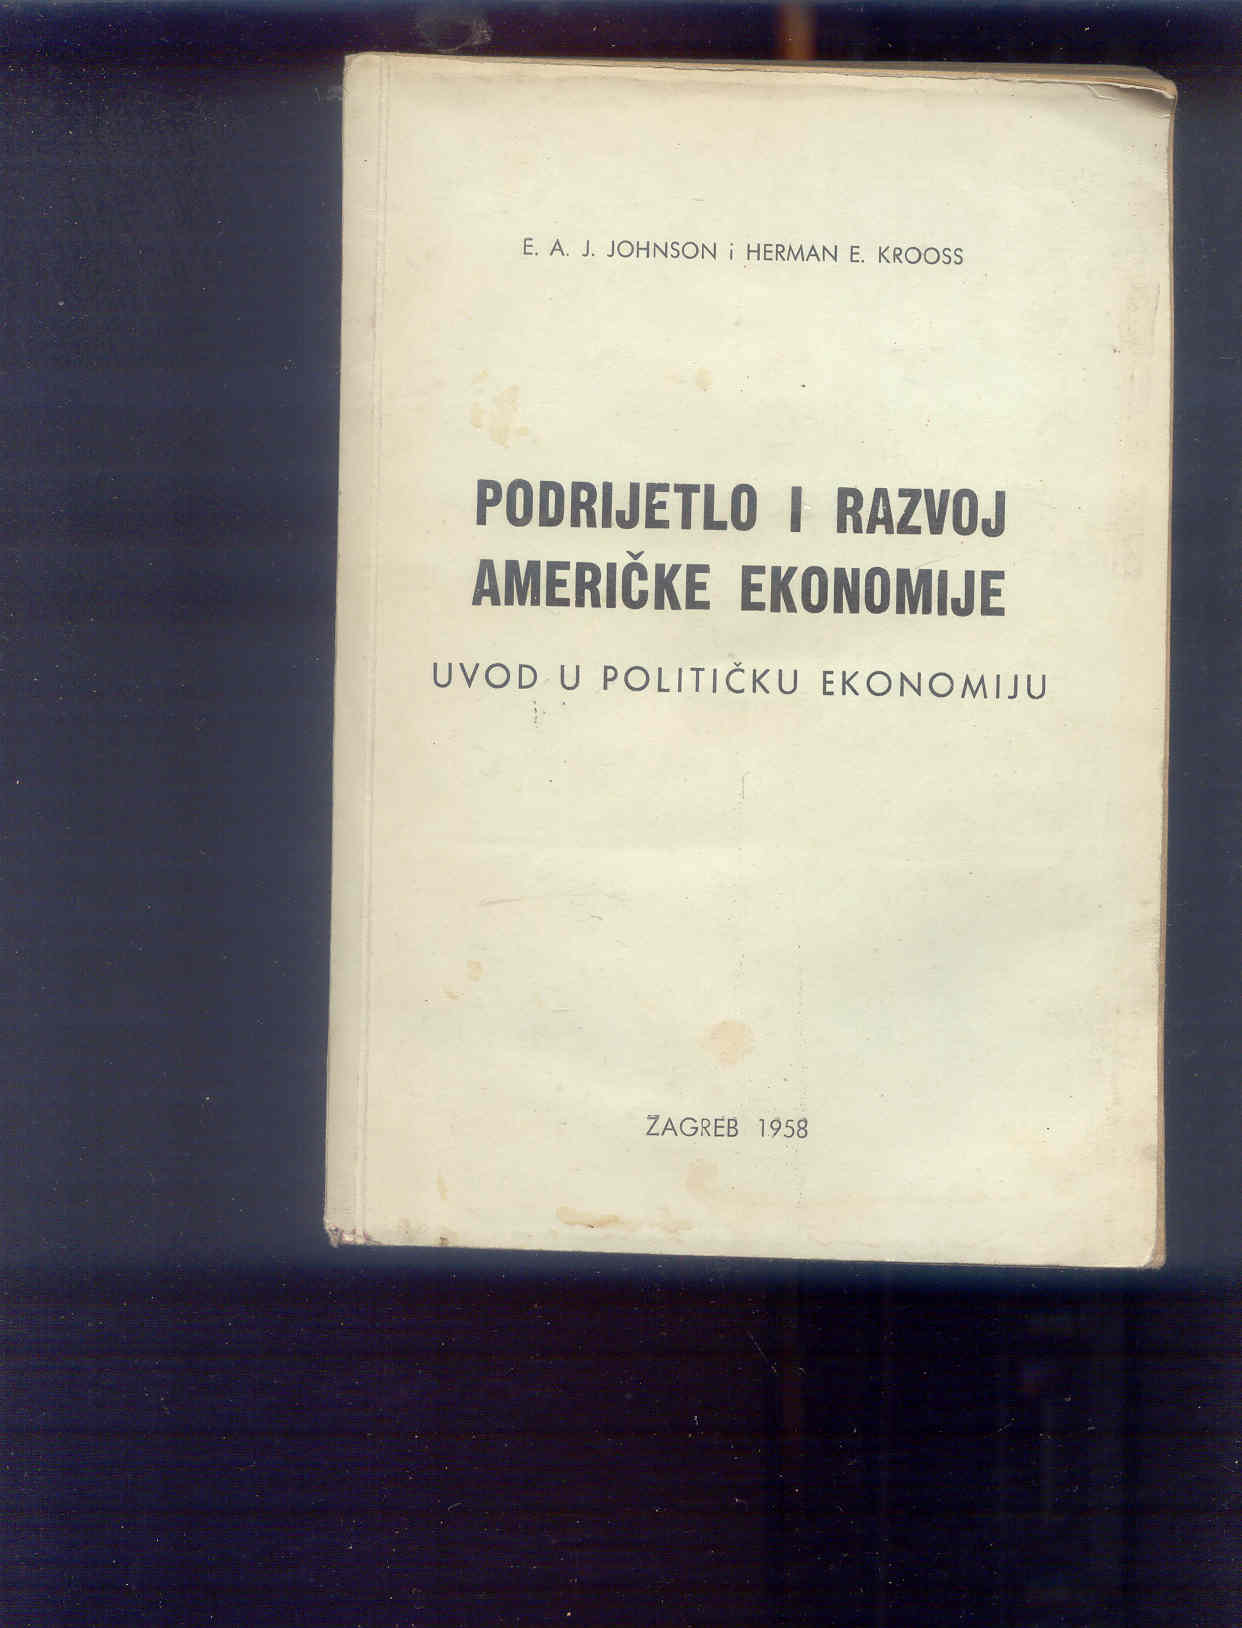 E. A. J. JOHNSON i HERMAN E. KROOSS
PODRIJETLO I RAZVOJ
AMERIČKE EKONOMIJE
UVOD U POLITIČKU EKONOMIJU
ZAGREB 1958